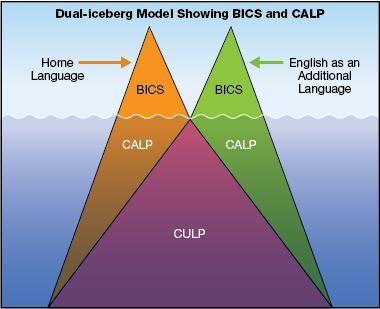 Dual-iceberg Model Showing BICS and CALP
Home
Language
English as an
Additional
Language
BICS
BICS
CALP
CALP
CULP